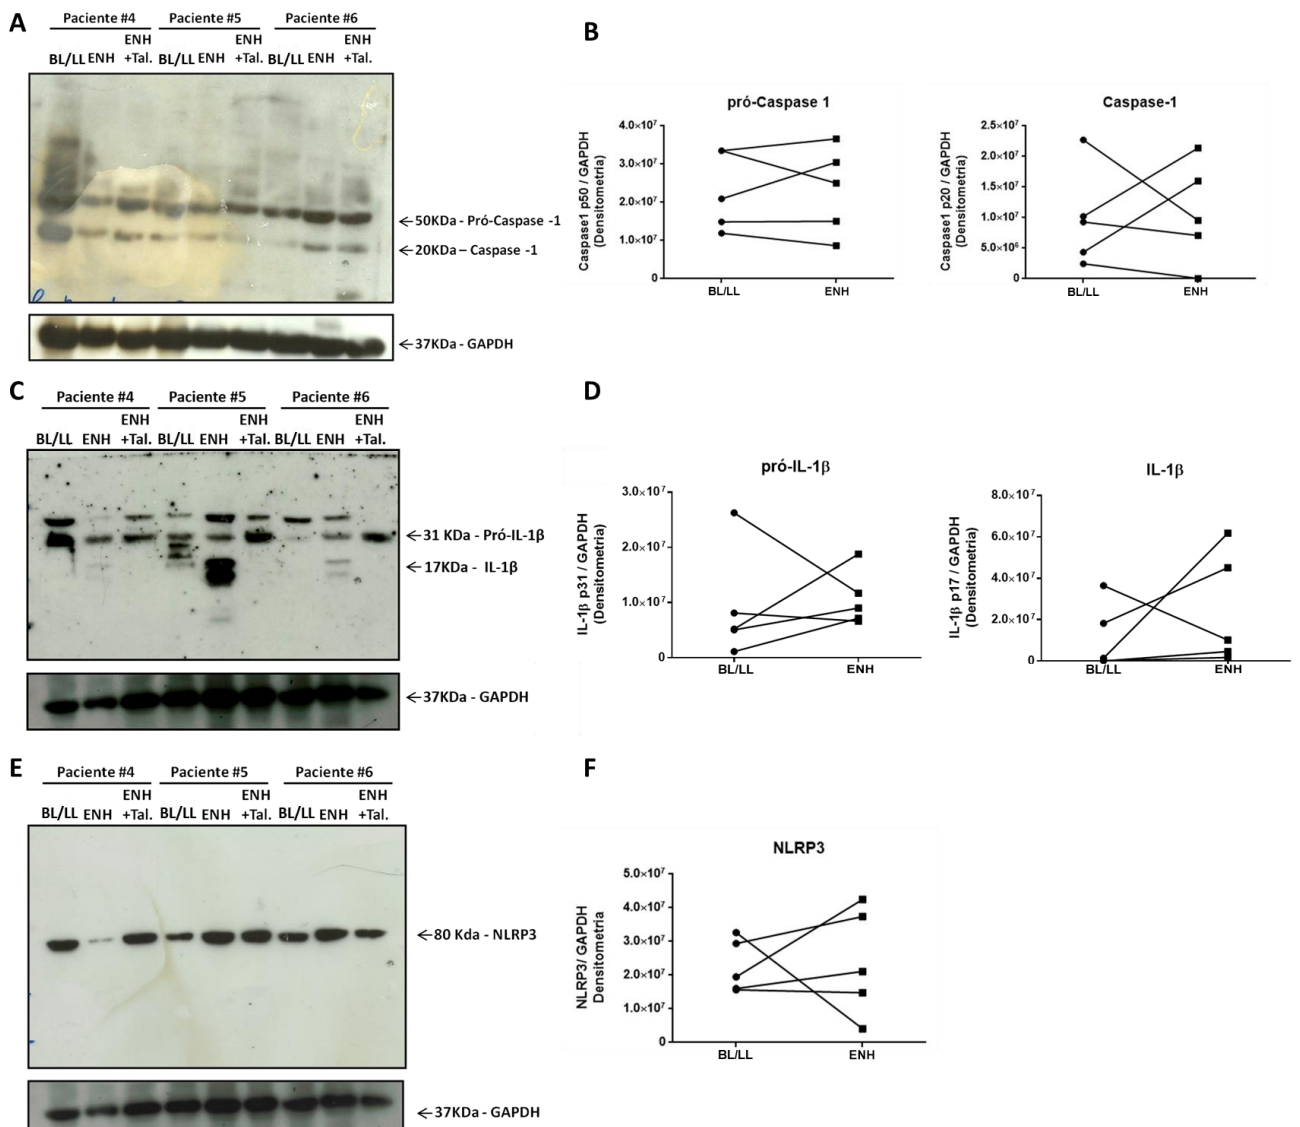 A
Paciente #4 Paciente #5 Paciente #6
BL/LL ENH ENH +Tal. BL/LL ENH ENH +Tal. BL/LL ENH ENH +Tal.
←50KDa - Pró-Caspase -1
←20KDa – Caspase -1
←37KDa - GAPDH
B
pró-Caspase 1
Caspase1 p50 / GAPDH
(Densitometria)
4.0×10⁷
3.0×10⁷
2.0×10⁷
1.0×10⁷
0
BL/LL ENH
Caspase-1
Caspase1 p20 / GAPDH
(Densitometria)
2.5×10⁷
2.0×10⁷
1.5×10⁷
1.0×10⁷
5.0×10⁶
0
BL/LL ENH
C
Paciente #4 Paciente #5 Paciente #6
BL/LL ENH ENH +Tal. BL/LL ENH ENH +Tal. BL/LL ENH ENH +Tal.
←31 KDa - Pró-IL-1β
←17KDa - IL-1β
←37KDa - GAPDH
D
pró-IL-1β
IL-1β p31 / GAPDH
(Densitometria)
3.0×10⁷
2.0×10⁷
1.0×10⁷
0
BL/LL ENH
IL-1β
IL-1β p17 / GAPDH
(Densitometria)
8.0×10⁷
6.0×10⁷
4.0×10⁷
2.0×10⁷
0
BL/LL ENH
E
Paciente #4 Paciente #5 Paciente #6
BL/LL ENH ENH +Tal. BL/LL ENH ENH +Tal. BL/LL ENH ENH +Tal.
←80 Kda - NLRP3
←37KDa - GAPDH
F
NLRP3
NLRP3/ GAPDH
Densitometria
5.0×10⁷
4.0×10⁷
3.0×10⁷
2.0×10⁷
1.0×10⁷
0
BL/LL ENH